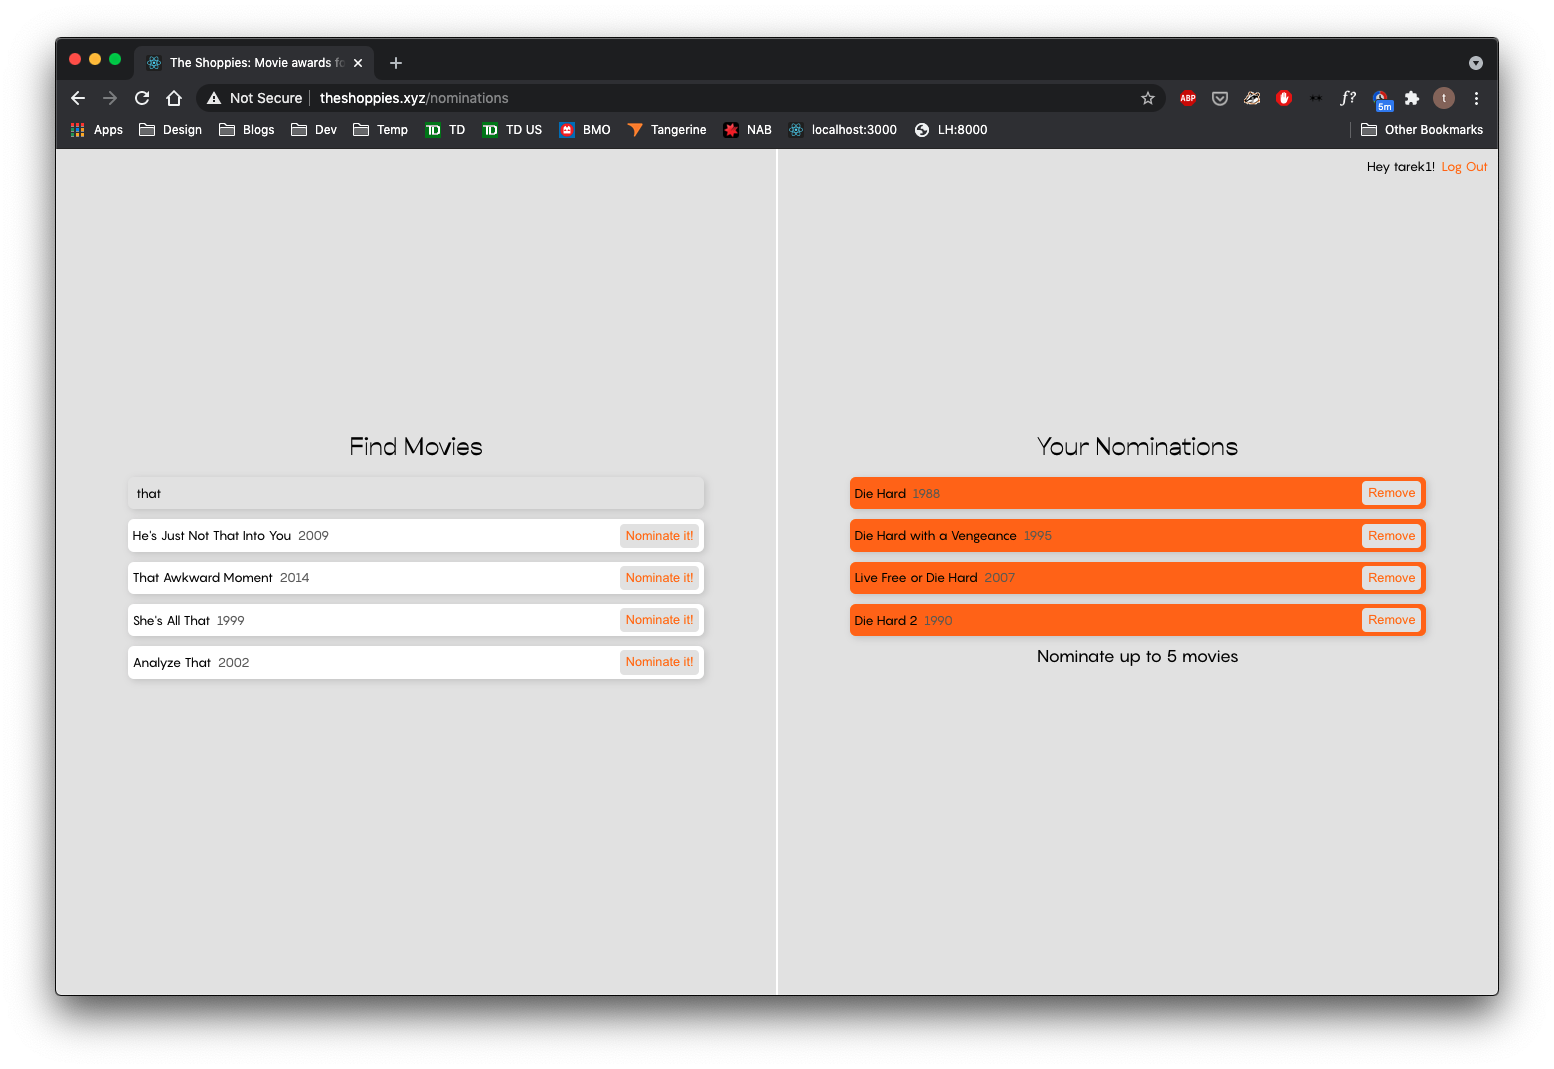 The Shoppies: Movie awards fo
Not Secure theshoppies.xyz/nominations ABP f? 5m t
Apps Design Blogs Dev Temp TD TD TD TD US BMO Tangerine NAB localhost:3000 LH:8000 Other Bookmarks
Hey tarek1! Log Out
Find Movies
that
He's Just Not That Into You 2009 Nominate it!
That Awkward Moment 2014 Nominate it!
She's All That 1999 Nominate it!
Analyze That 2002 Nominate it!
Your Nominations
Die Hard 1988 Remove
Die Hard with a Vengeance 1995 Remove
Live Free or Die Hard 2007 Remove
Die Hard 2 1990 Remove
Nominate up to 5 movies